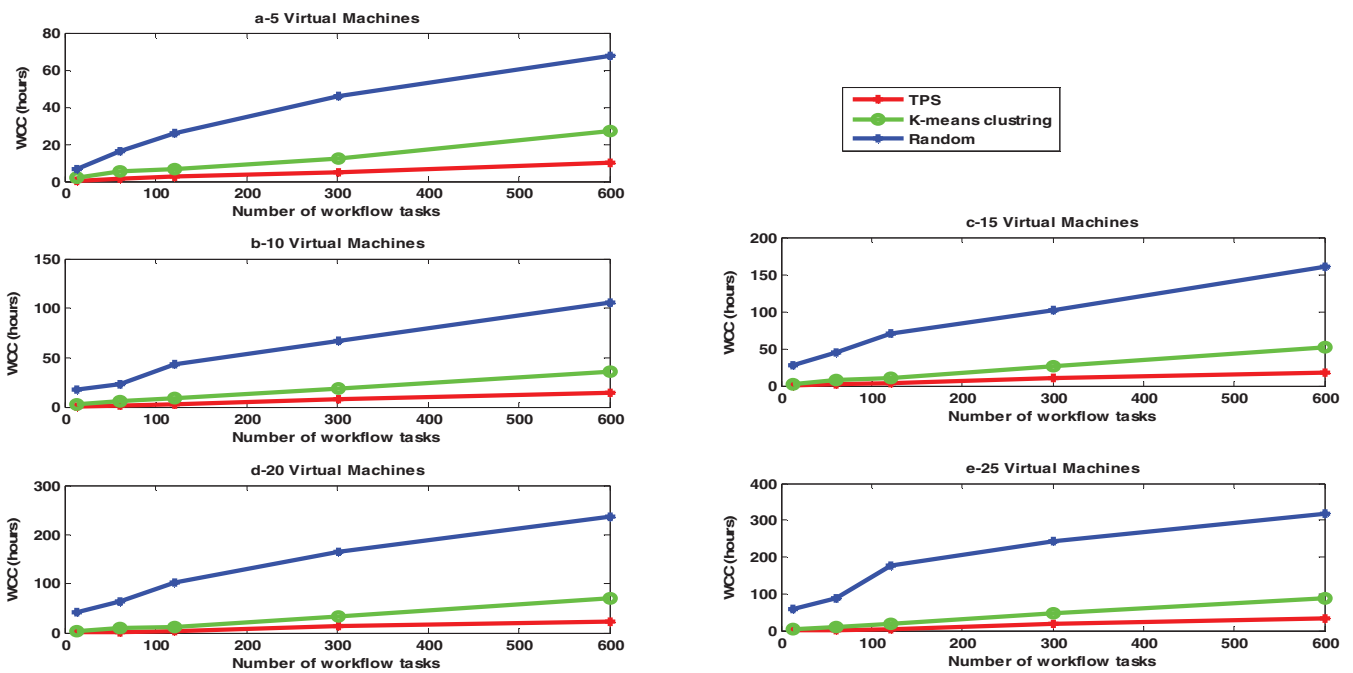 a-5 Virtual Machines
WCC (hours)
80
60
40
20
0
0 100 200 300 400 500 600
Number of workflow tasks
TPS
K-means clustring
Random
b-10 Virtual Machines
WCC (hours)
150
100
50
0
0 100 200 300 400 500 600
Number of workflow tasks
c-15 Virtual Machines
WCC (hours)
200
150
100
50
0
0 100 200 300 400 500 600
Number of workflow tasks
d-20 Virtual Machines
WCC (hours)
300
200
100
0
0 100 200 300 400 500 600
Number of workflow tasks
e-25 Virtual Machines
WCC (hours)
400
300
200
100
0
0 100 200 300 400 500 600
Number of workflow tasks